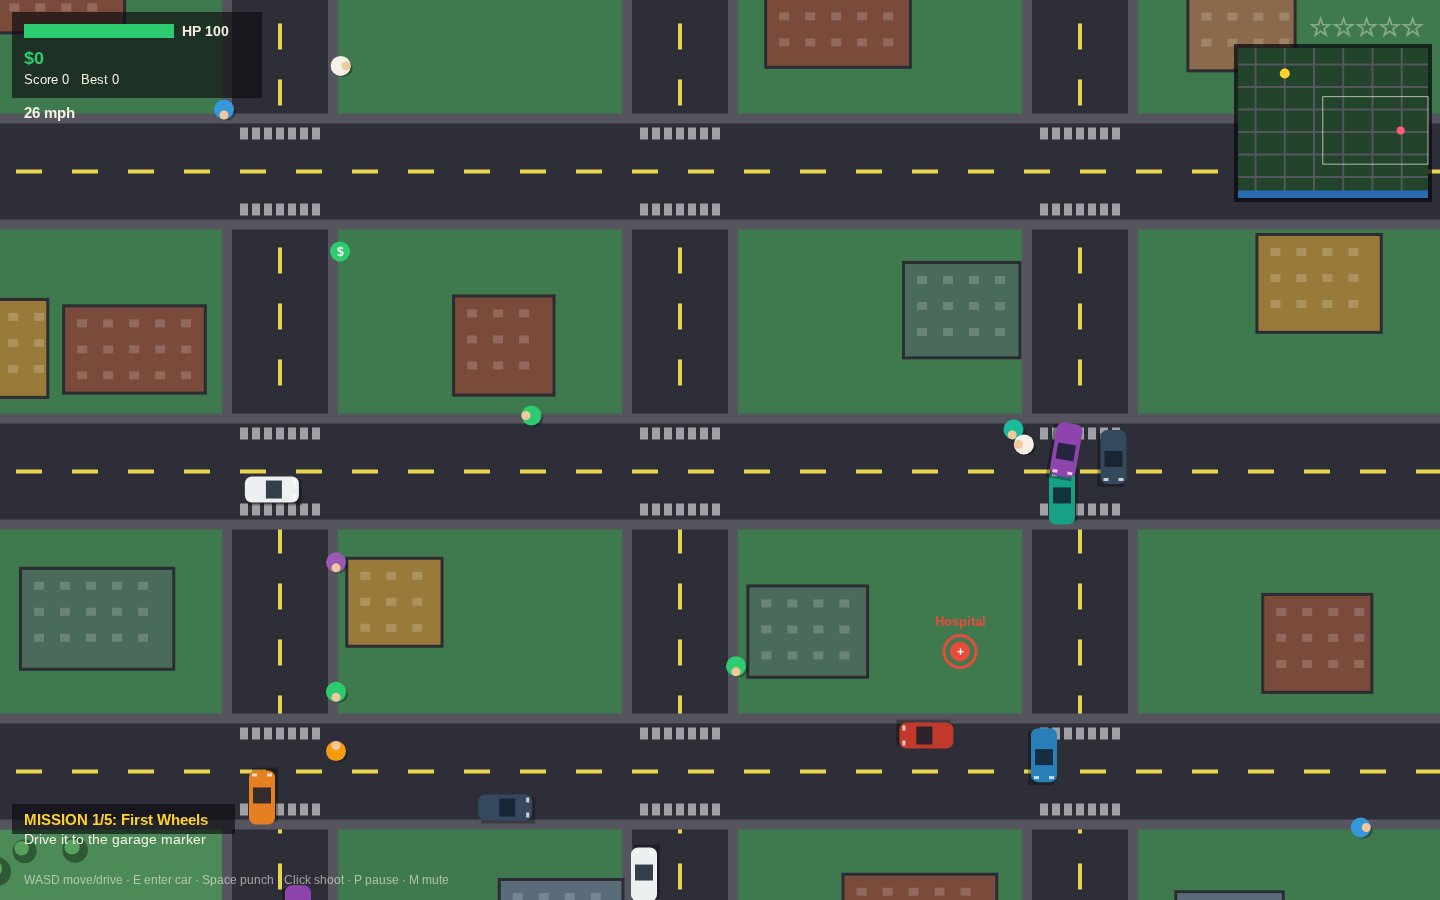 HP 100
$0
Score 0 Best 0
26 mph
$
Hospital
+
MISSION 1/5: First Wheels
Drive it to the garage marker
WASD move/drive · E enter car · Space punch · Click shoot · P pause · M mute